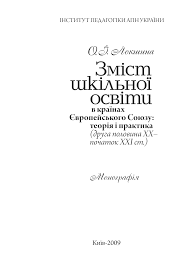 ІНСТИТУТ ПЕДАГОГІКИ АПН УКРАЇНИ
О.І. Локшина
Зміст
шкільної
освіти
в країнах
Європейського Союзу:
теорія і практика
(друга половина ХХ –
початок ХХІ ст.)
Монографія
Київ-2009